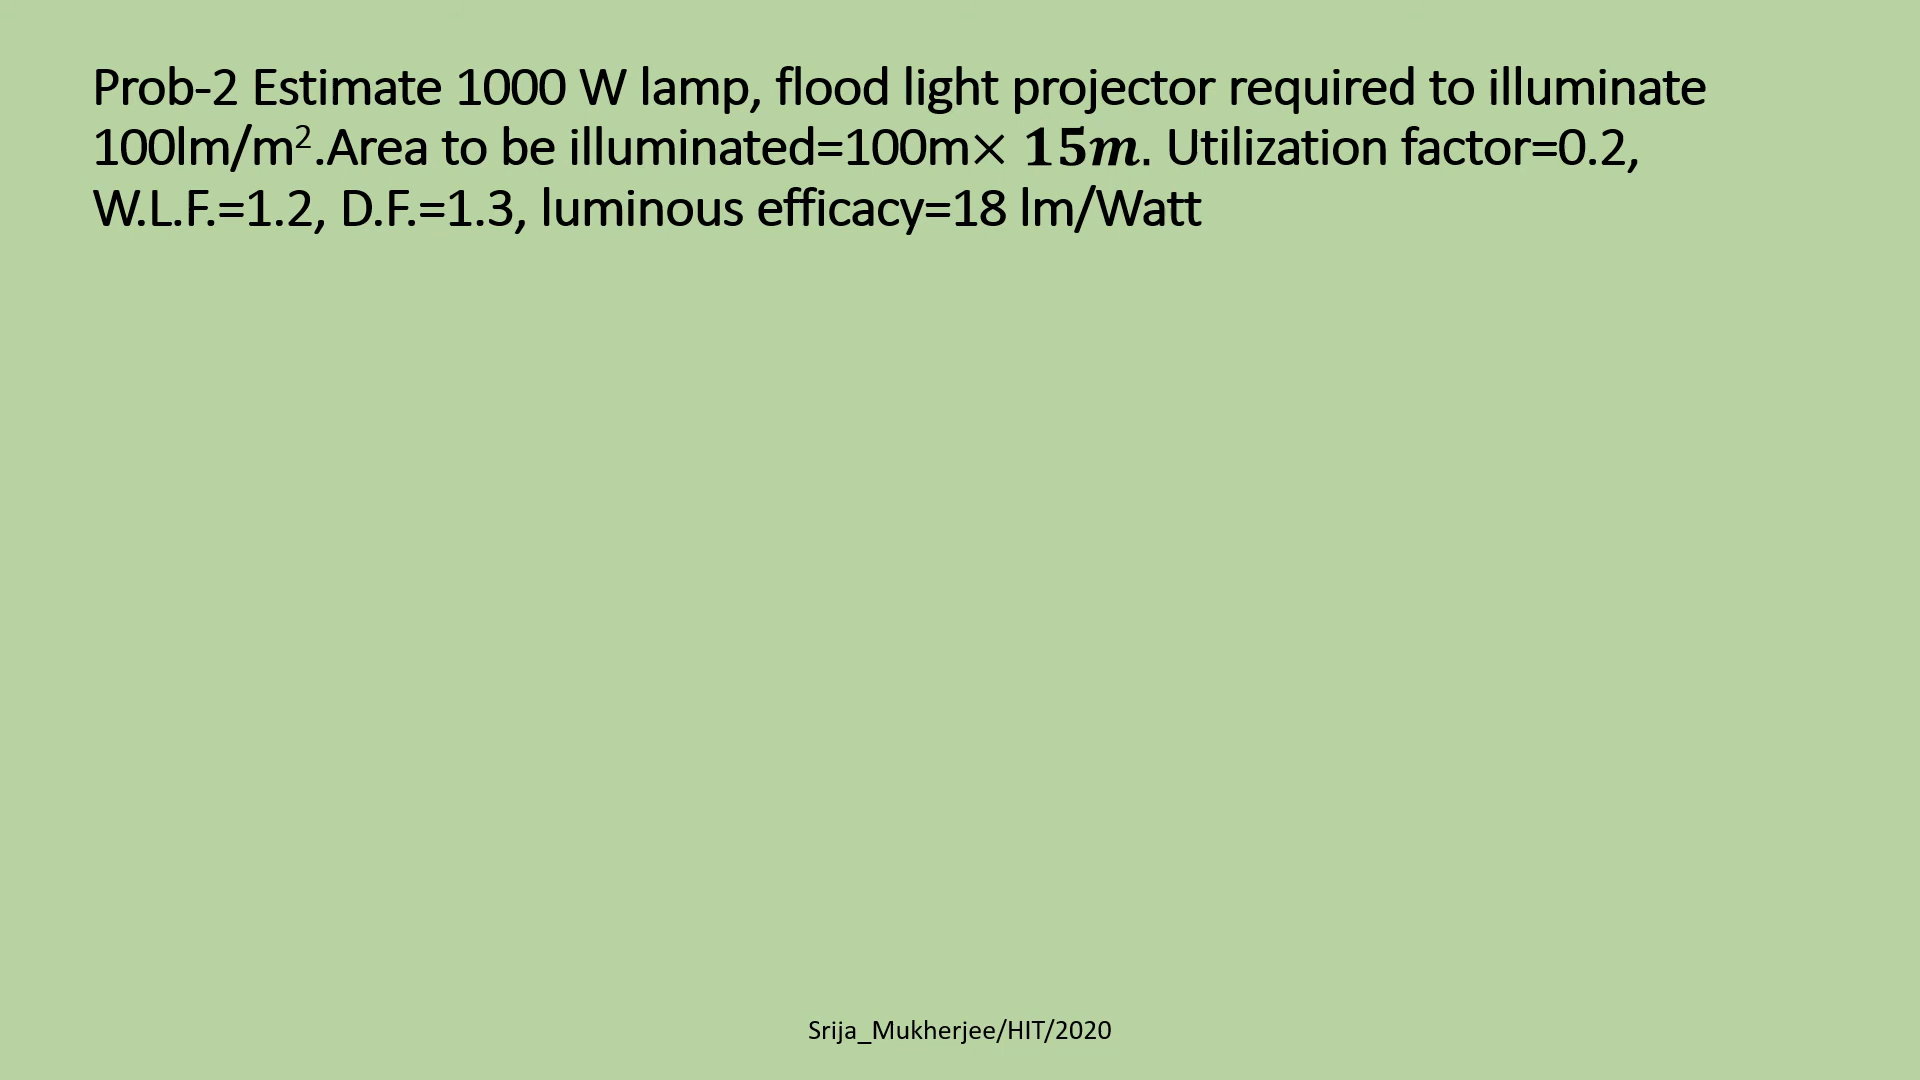 Prob-2 Estimate 1000 W lamp, flood light projector required to illuminate
100lm/m².Area to be illuminated=100m× 15m. Utilization factor=0.2,
W.L.F.=1.2, D.F.=1.3, luminous efficacy=18 lm/Watt
Srija_Mukherjee/HIT/2020